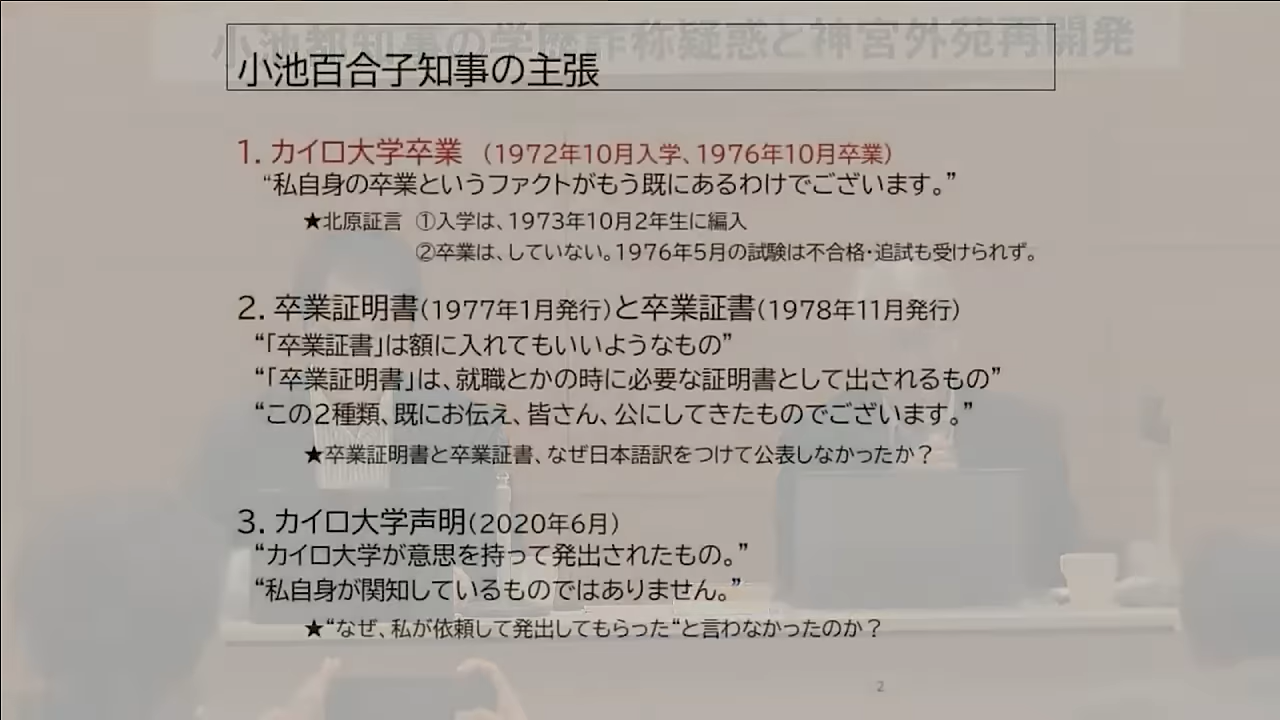 小池都知事の学歴詐称疑惑と神宮外苑再開発
小池百合子知事の主張
1. カイロ大学卒業 （1972年10月入学、1976年10月卒業）
“私自身の卒業というファクトがもう既にあるわけでございます。”
★北原証言 ①入学は、1973年10月2年生に編入
②卒業は、していない。1976年5月の試験は不合格・追試も受けられず。
2. 卒業証明書（1977年1月発行）と卒業証書（1978年11月発行）
“「卒業証書」は額に入れてもいいようなもの”
“「卒業証明書」は、就職とかの時に必要な証明書として出されるもの”
“この2種類、既にお伝え、皆さん、公にしてきたものでございます。”
★卒業証明書と卒業証書、なぜ日本語訳をつけて公表しなかったか？
3. カイロ大学声明（2020年6月）
“カイロ大学が意思を持って発出されたもの。”
“私自身が関知しているものではありません。”
★“なぜ、私が依頼して発出してもらった“と言わなかったのか？
2